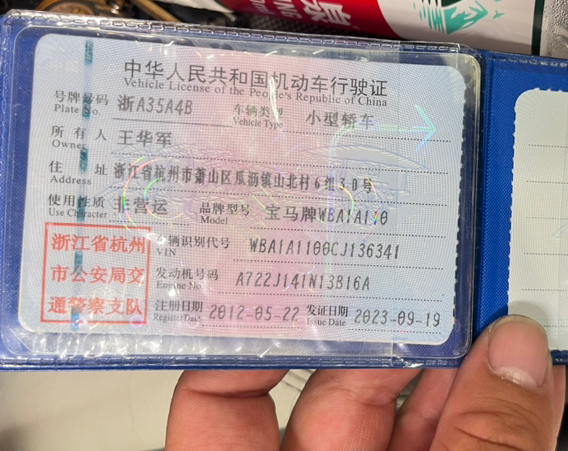 中华人民共和国机动车行驶证
Vehicle License of the People's Republic of China
号牌号码 浙A35A4B 车辆类型 小型轿车
Plate No. Vehicle Type
所有人 王华军
Owner
住址 浙江省杭州市萧山区瓜沥镇山北村6组30号
Address
使用性质 非营运 品牌型号 宝马牌WBA1A110
Use Character Model
车辆识别代号 WBA1A1100CJ136341
VIN
发动机号码 A722J141N13B16A
Engine No.
注册日期 2012-05-22 发证日期 2023-09-19
Register Date Issue Date
浙江省杭州
市公安局交
通警察支队